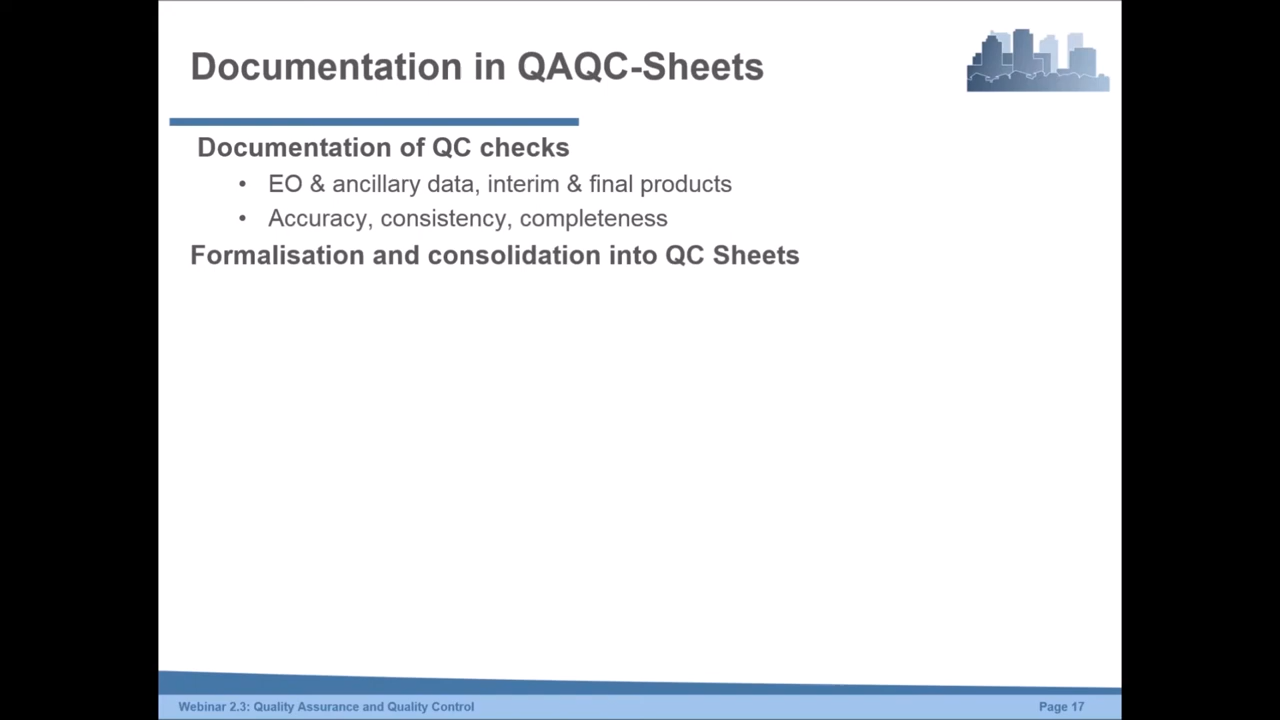 Documentation in QAQC-Sheets
Documentation of QC checks
• EO & ancillary data, interim & final products
• Accuracy, consistency, completeness
Formalisation and consolidation into QC Sheets
Webinar 2.3: Quality Assurance and Quality Control
Page 17